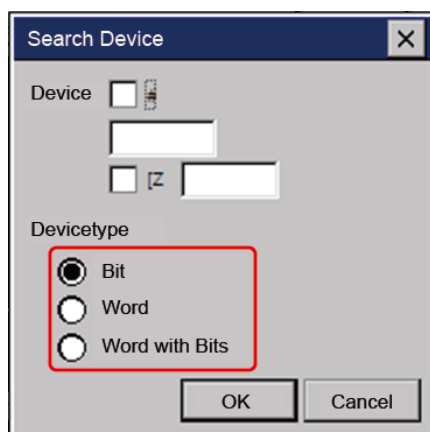 Search Device
Device #
[Z
Devicetype
Bit
Word
Word with Bits
OK Cancel